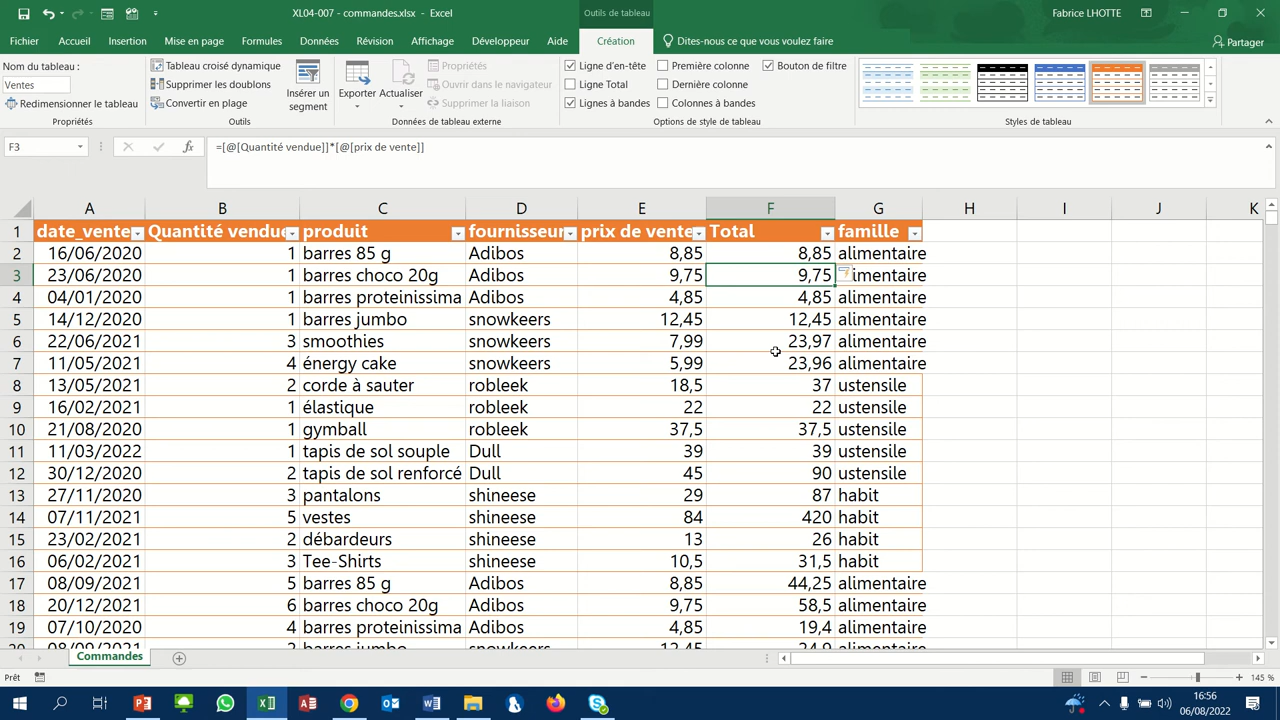 XL04-007 - commandes.xlsx - Excel
Outils de tableau
Fabrice LHOTTE
Fichier
Accueil
Insertion
Mise en page
Formules
Données
Révision
Affichage
Développeur
Aide
Création
Dites-nous ce que vous voulez faire
Partager
Nom du tableau :
Ventes
Redimensionner le tableau
Propriétés
Tableau croisé dynamique
Convertir en plage
Outils
Insérer un
segment
Exporter
Actualiser
Propriétés
Ouvrir dans le navigateur
Supprimer la liaison
Données de tableau externe
Ligne d'en-tête
Ligne Total
Lignes à bandes
Première colonne
Dernière colonne
Colonnes à bandes
Bouton de filtre
Options de style de tableau
Styles de tableau
F3
fx
=[@[Quantité vendue]]*[@[prix de vente]]
A B C D E F G H I J K
1 date_vente Quantité vendue produit fournisseur prix de vente Total famille
2 16/06/2020 1 barres 85 g Adibos 8,85 8,85 alimentaire
3 23/06/2020 1 barres choco 20g Adibos 9,75 9,75 imentaire
4 04/01/2020 1 barres proteinissima Adibos 4,85 4,85 alimentaire
5 14/12/2020 1 barres jumbo snowkeers 12,45 12,45 alimentaire
6 22/06/2021 3 smoothies snowkeers 7,99 23,97 alimentaire
7 11/05/2021 4 énergy cake snowkeers 5,99 23,96 alimentaire
8 13/05/2021 2 corde à sauter robleek 18,5 37 ustensile
9 16/02/2021 1 élastique robleek 22 22 ustensile
10 21/08/2020 1 gymball robleek 37,5 37,5 ustensile
11 11/03/2022 1 tapis de sol souple Dull 39 39 ustensile
12 30/12/2020 2 tapis de sol renforcé Dull 45 90 ustensile
13 27/11/2020 3 pantalons shineese 29 87 habit
14 07/11/2021 5 vestes shineese 84 420 habit
15 23/02/2021 2 débardeurs shineese 13 26 habit
16 06/02/2021 3 Tee-Shirts shineese 10,5 31,5 habit
17 08/09/2021 5 barres 85 g Adibos 8,85 44,25 alimentaire
18 20/12/2021 6 barres choco 20g Adibos 9,75 58,5 alimentaire
19 07/10/2020 4 barres proteinissima Adibos 4,85 19,4 alimentaire
20 08/09/2021 2 barres jumbo snowkeers 12,45 24,9 alimentaire
Commandes
Prêt
145 %
16:56
06/08/2022